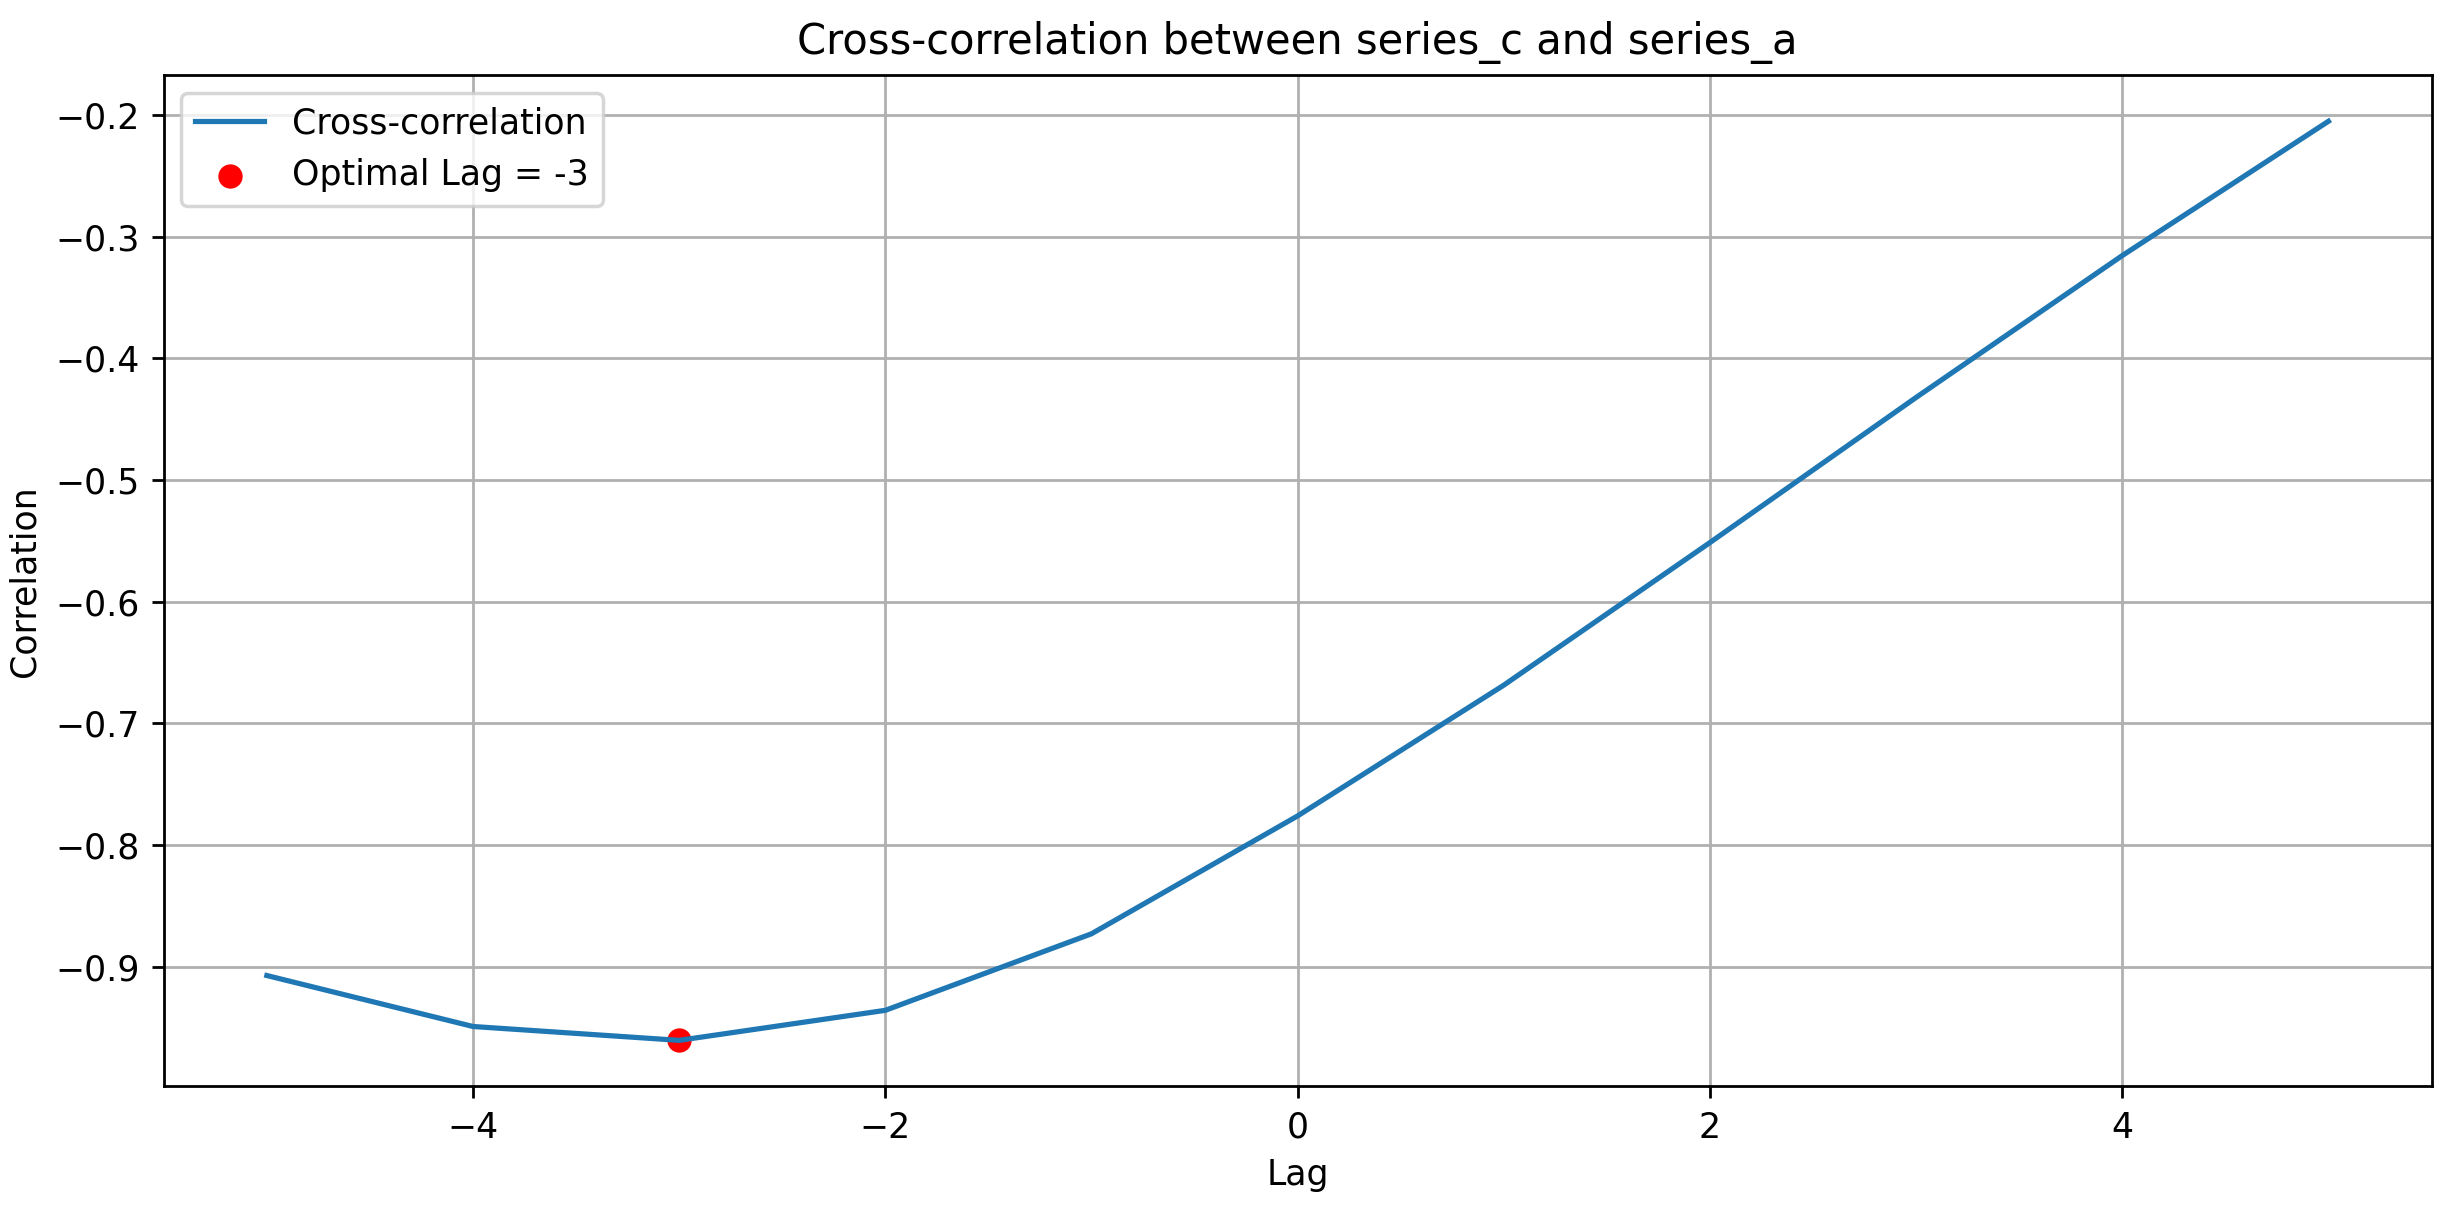 Cross-correlation between series_c and series_a
Cross-correlation
Optimal Lag = -3
−0.2
−0.3
−0.4
−0.5
−0.6
−0.7
−0.8
−0.9
Correlation
−4
−2
0
2
4
Lag